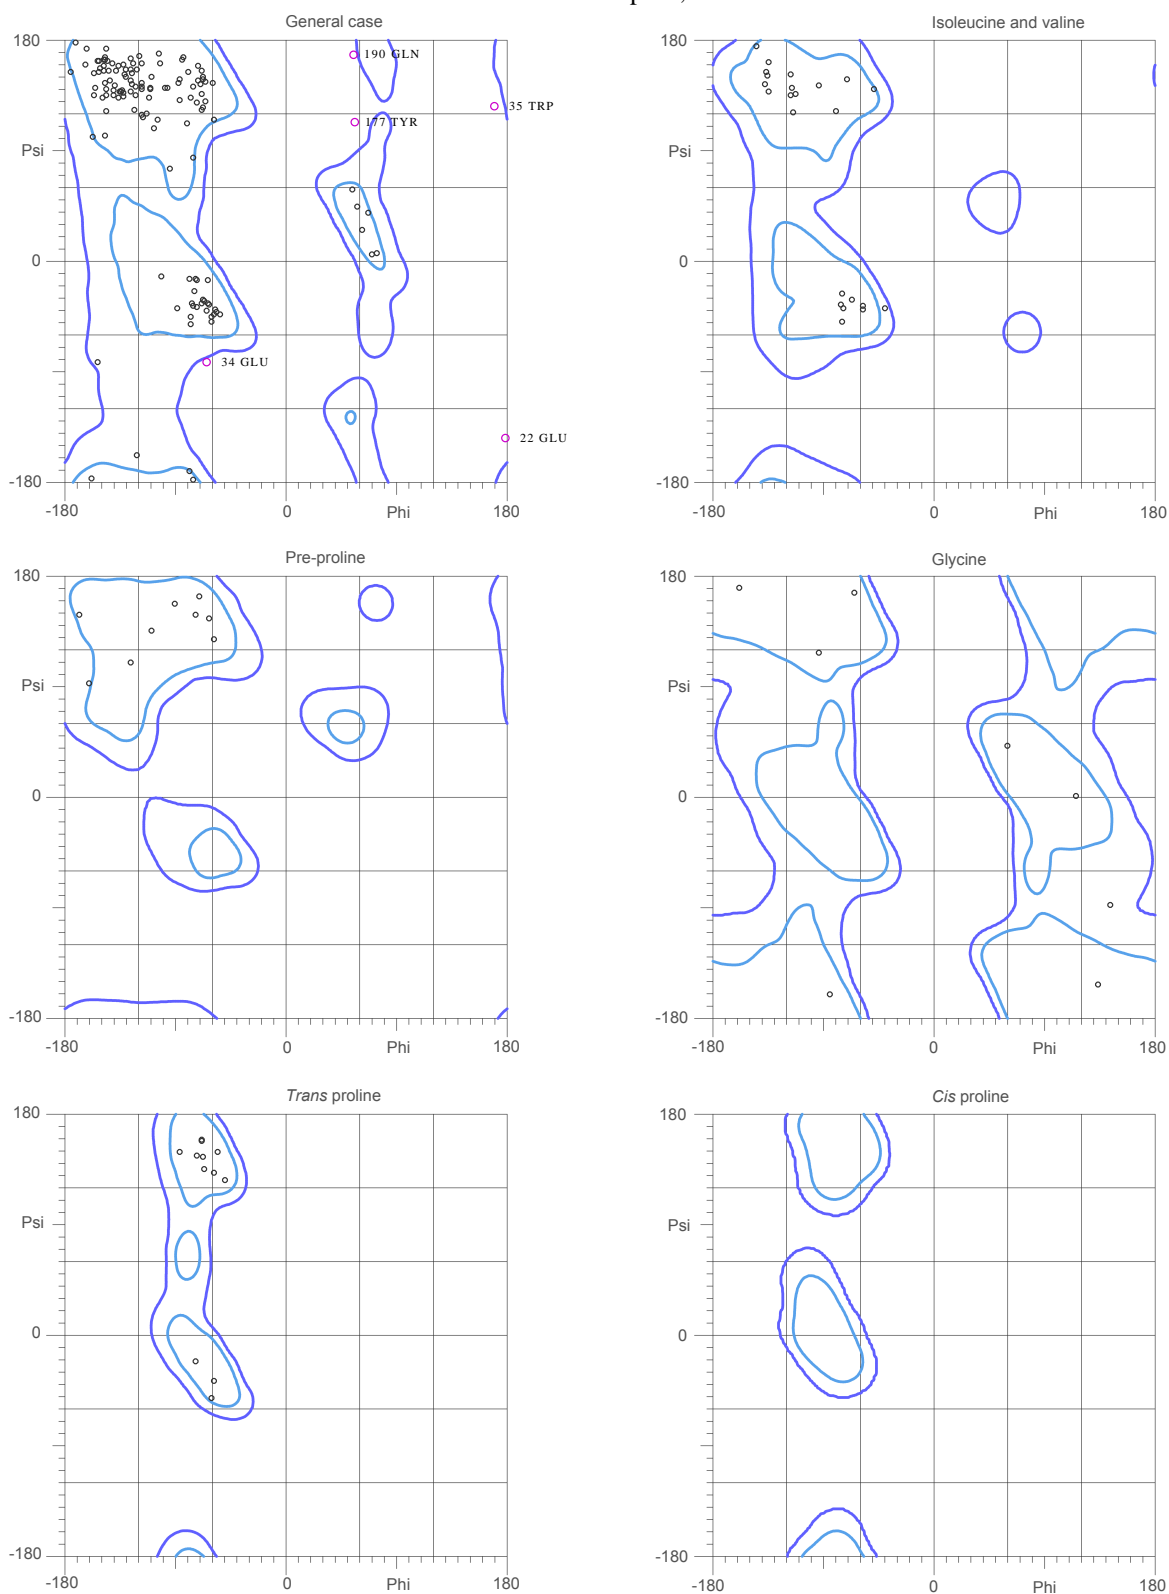 General case
Isoleucine and valine
180
190 GLN
35 TRP
177 TYR
Psi
0
34 GLU
22 GLU
-180
-180
0
Phi
180
180
Psi
0
-180
-180
0
Phi
180
Pre-proline
Glycine
180
Psi
0
-180
-180
0
Phi
180
180
Psi
0
-180
-180
0
Phi
180
Trans proline
Cis proline
180
Psi
0
-180
-180
0
Phi
180
180
Psi
0
-180
-180
0
Phi
180